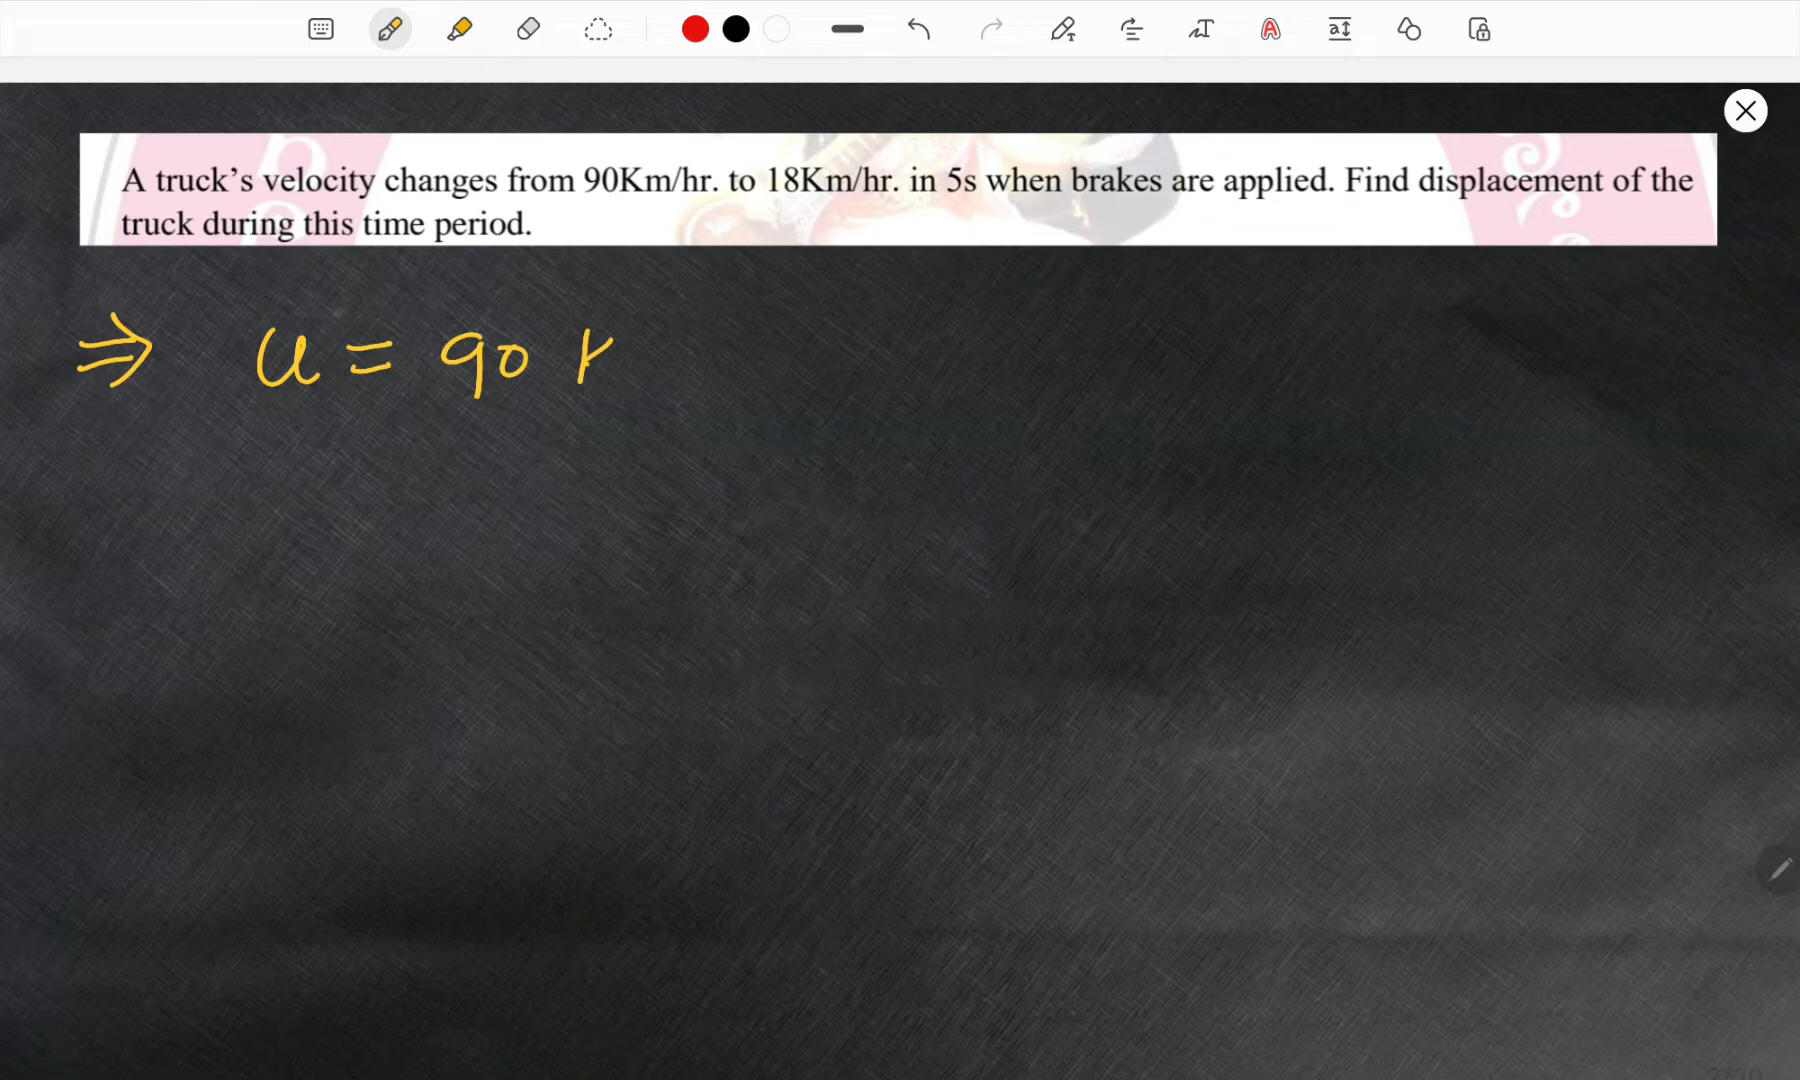 A truck’s velocity changes from 90Km/hr. to 18Km/hr. in 5s when brakes are applied. Find displacement of the
truck during this time period.
⇒ u = 90 k